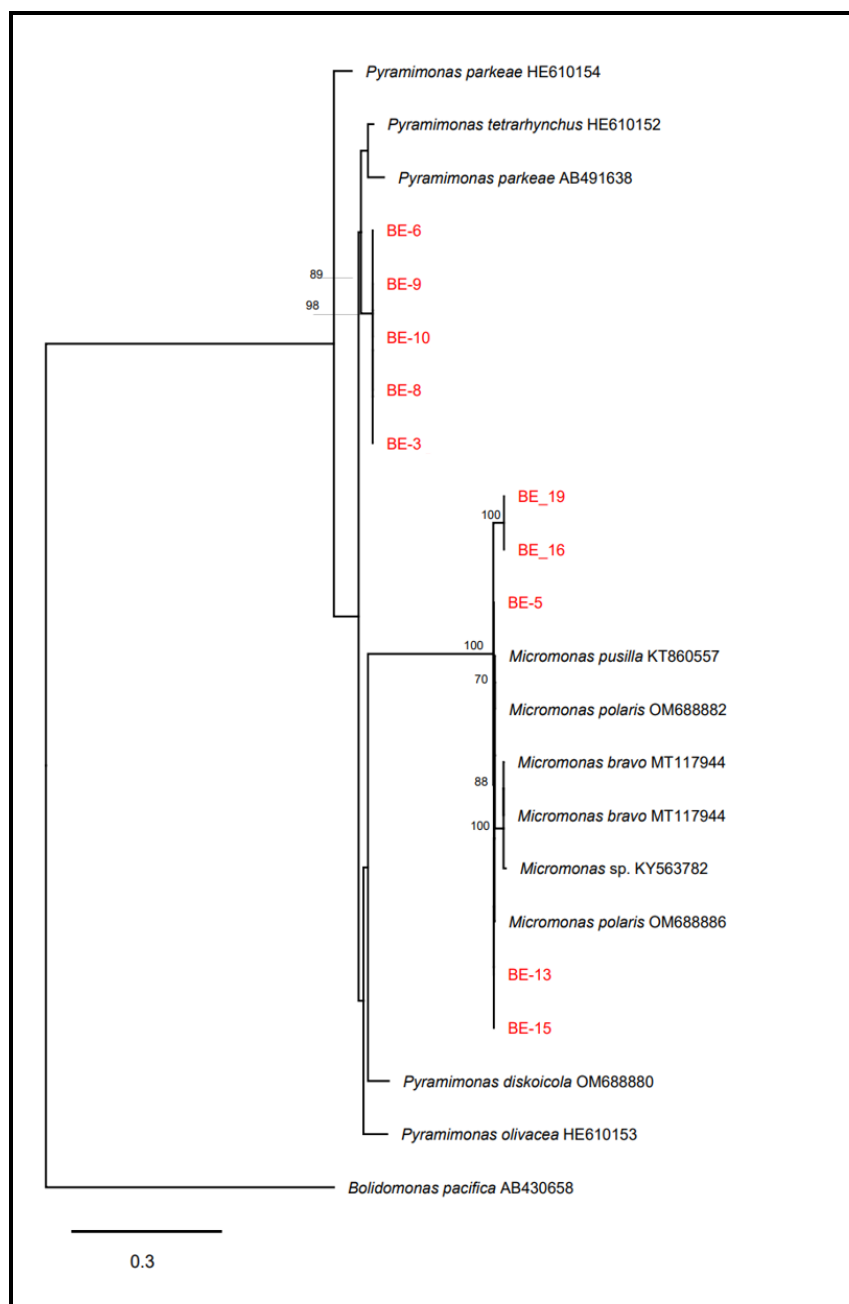 Pyramimonas parkeae HE610154
Pyramimonas tetrarhynchus HE610152
Pyramimonas parkeae AB491638
BE-6
89
BE-9
98
BE-10
BE-8
BE-3
BE_19
100
BE_16
BE-5
100
Micromonas pusilla KT860557
70
Micromonas polaris OM688882
Micromonas bravo MT117944
88
Micromonas bravo MT117944
100
Micromonas sp. KY563782
Micromonas polaris OM688886
BE-13
BE-15
Pyramimonas diskoicola OM688880
Pyramimonas olivacea HE610153
Bolidomonas pacifica AB430658
0.3